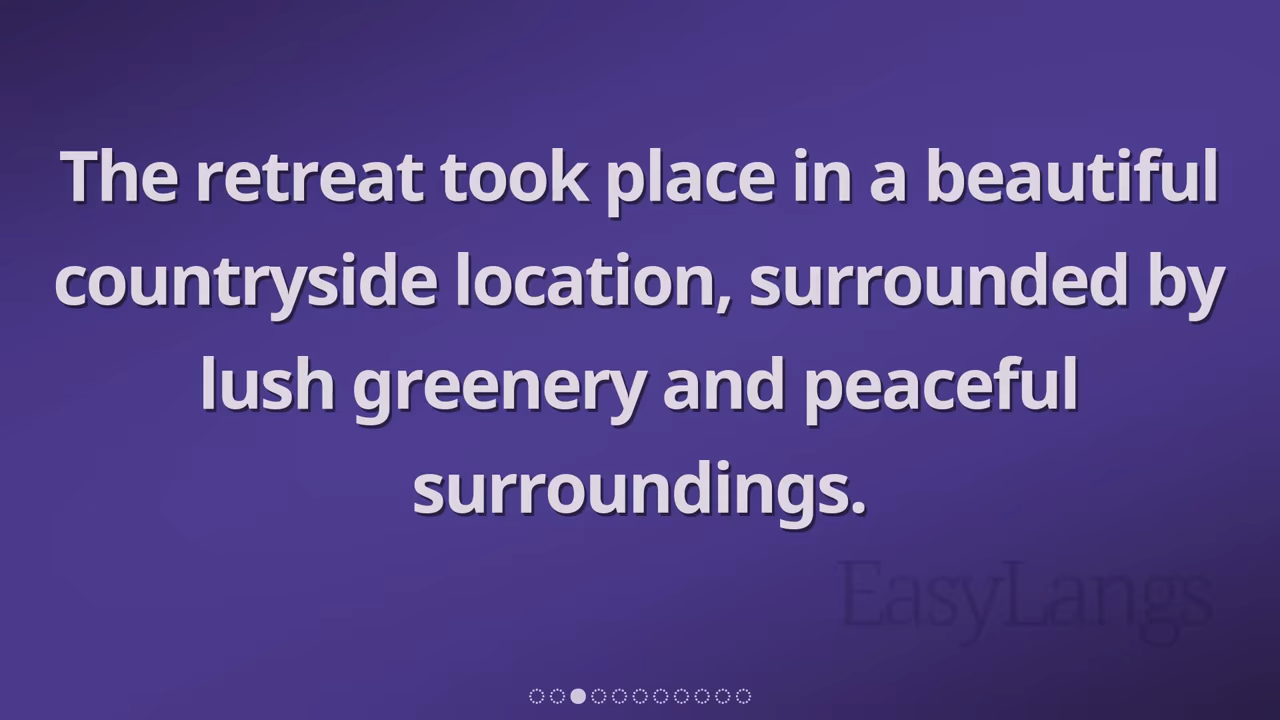 The retreat took place in a beautiful
countryside location, surrounded by
lush greenery and peaceful
surroundings.
EasyLangs